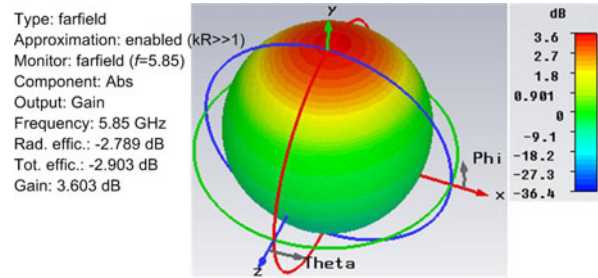 Type: farfield
Approximation: enabled (kR>>1)
Monitor: farfield (f=5.85)
Component: Abs
Output: Gain
Frequency: 5.85 GHz
Rad. effic.: -2.789 dB
Tot. effic.: -2.903 dB
Gain: 3.603 dB
y
Phi
x
Theta
z
dB
3.6
2.7
1.8
0.901
0
-9.1
-18.2
-27.3
-36.4